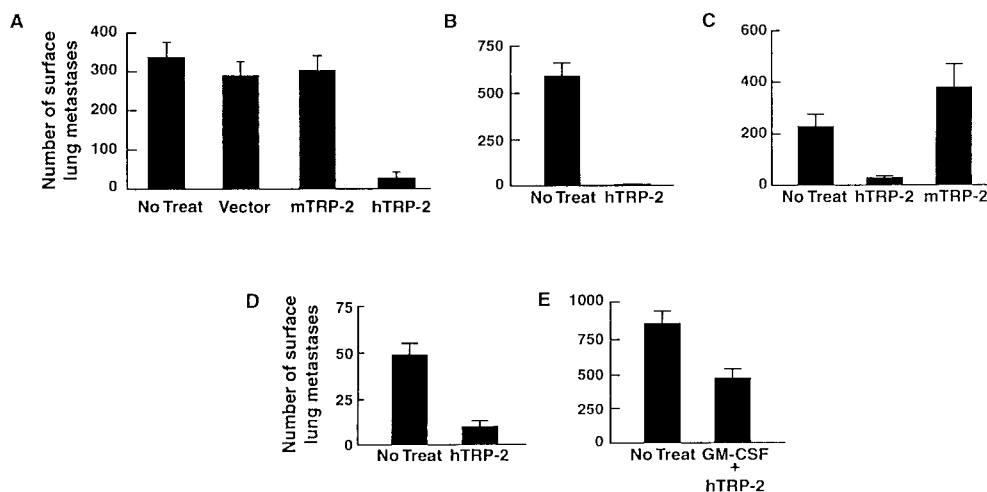 A
Number of surface
lung metastases
400
300
200
100
0
No Treat Vector mTRP-2 hTRP-2
B
750
500
250
0
No Treat hTRP-2
C
600
400
200
0
No Treat hTRP-2 mTRP-2
D
Number of surface
lung metastases
75
50
25
0
No Treat hTRP-2
E
1000
750
500
250
0
No Treat GM-CSF
+
hTRP-2